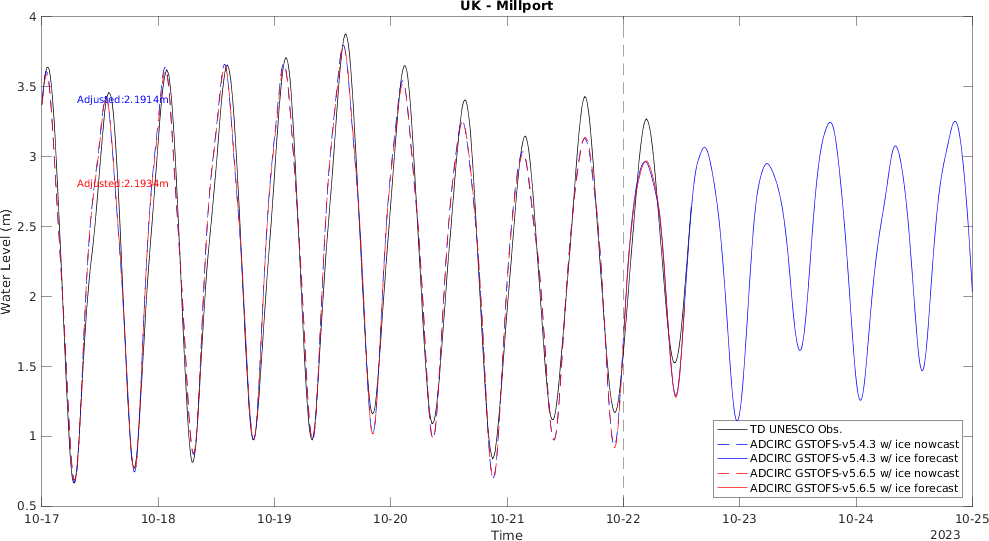 UK - Millport
4
3.5
3
2.5
2
1.5
1
0.5
Water Level (m)
Adjusted:2.1914m
Adjusted:2.1934m
TD UNESCO Obs.
ADCIRC GSTOFS-v5.4.3 w/ ice nowcast
ADCIRC GSTOFS-v5.4.3 w/ ice forecast
ADCIRC GSTOFS-v5.6.5 w/ ice nowcast
ADCIRC GSTOFS-v5.6.5 w/ ice forecast
10-17 10-18 10-19 10-20 10-21 10-22 10-23 10-24 10-25
Time
2023